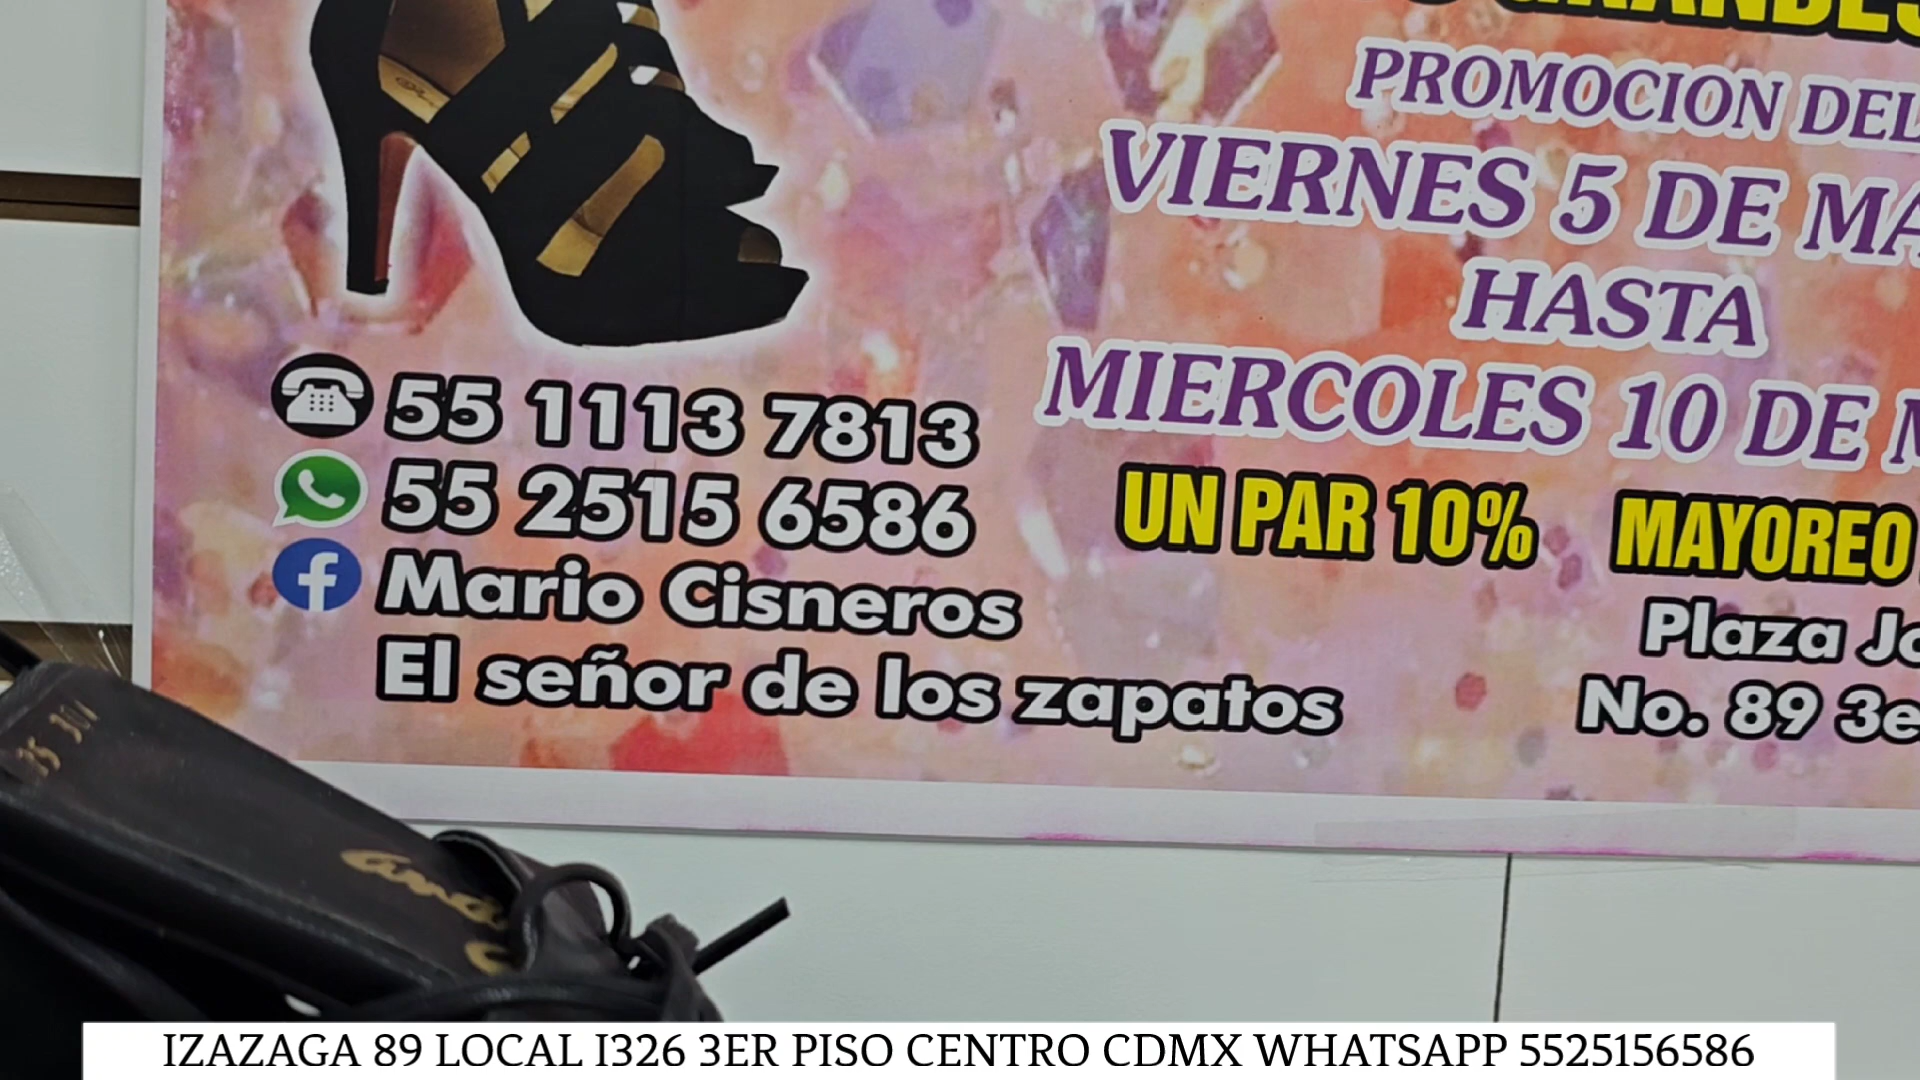 GRANDES
PROMOCION DEL
VIERNES 5 DE MA
HASTA
MIERCOLES 10 DE M
UN PAR 10% MAYOREO
55 1113 7813
55 2515 6586
Mario Cisneros
El señor de los zapatos
Plaza Jo
No. 89 3e
IZAZAGA 89 LOCAL I326 3ER PISO CENTRO CDMX WHATSAPP 5525156586